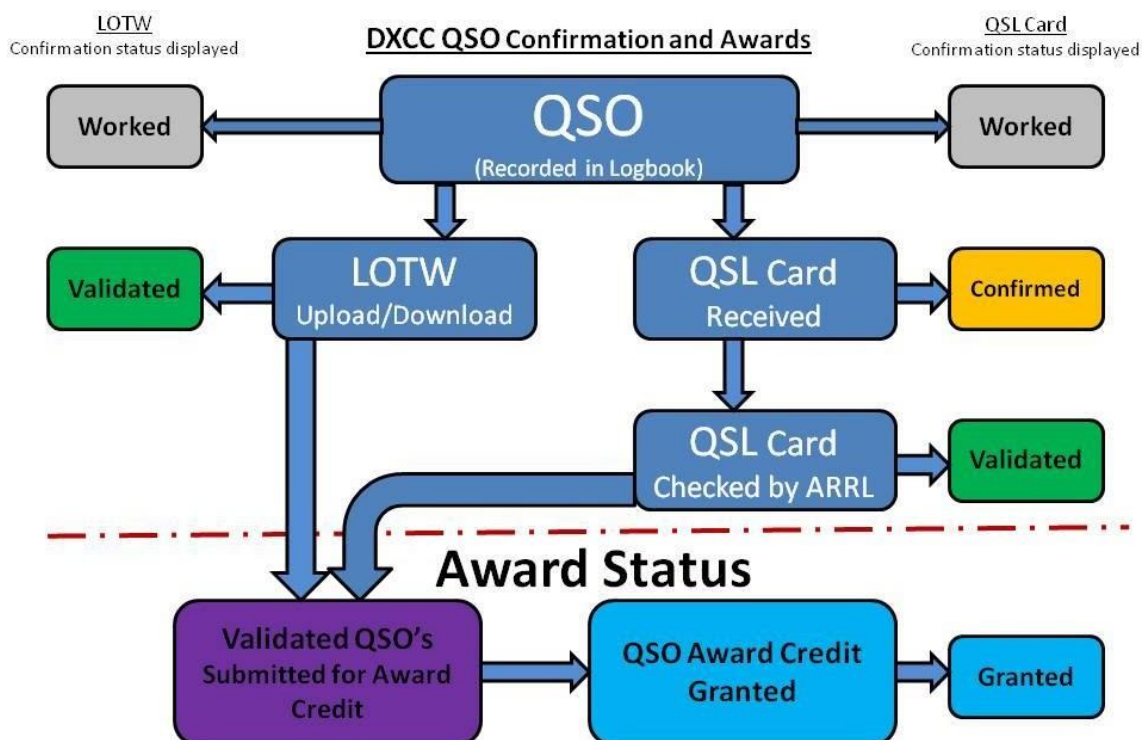 LOTW
Confirmation status displayed
DXCC QSO Confirmation and Awards
QSL Card
Confirmation status displayed
Worked
QSO
(Recorded in Logbook)
Worked
Validated
LOTW
Upload/Download
QSL Card
Received
Confirmed
QSL Card
Checked by ARRL
Validated
Award Status
Validated QSO's
Submitted for Award
Credit
QSO Award Credit
Granted
Granted